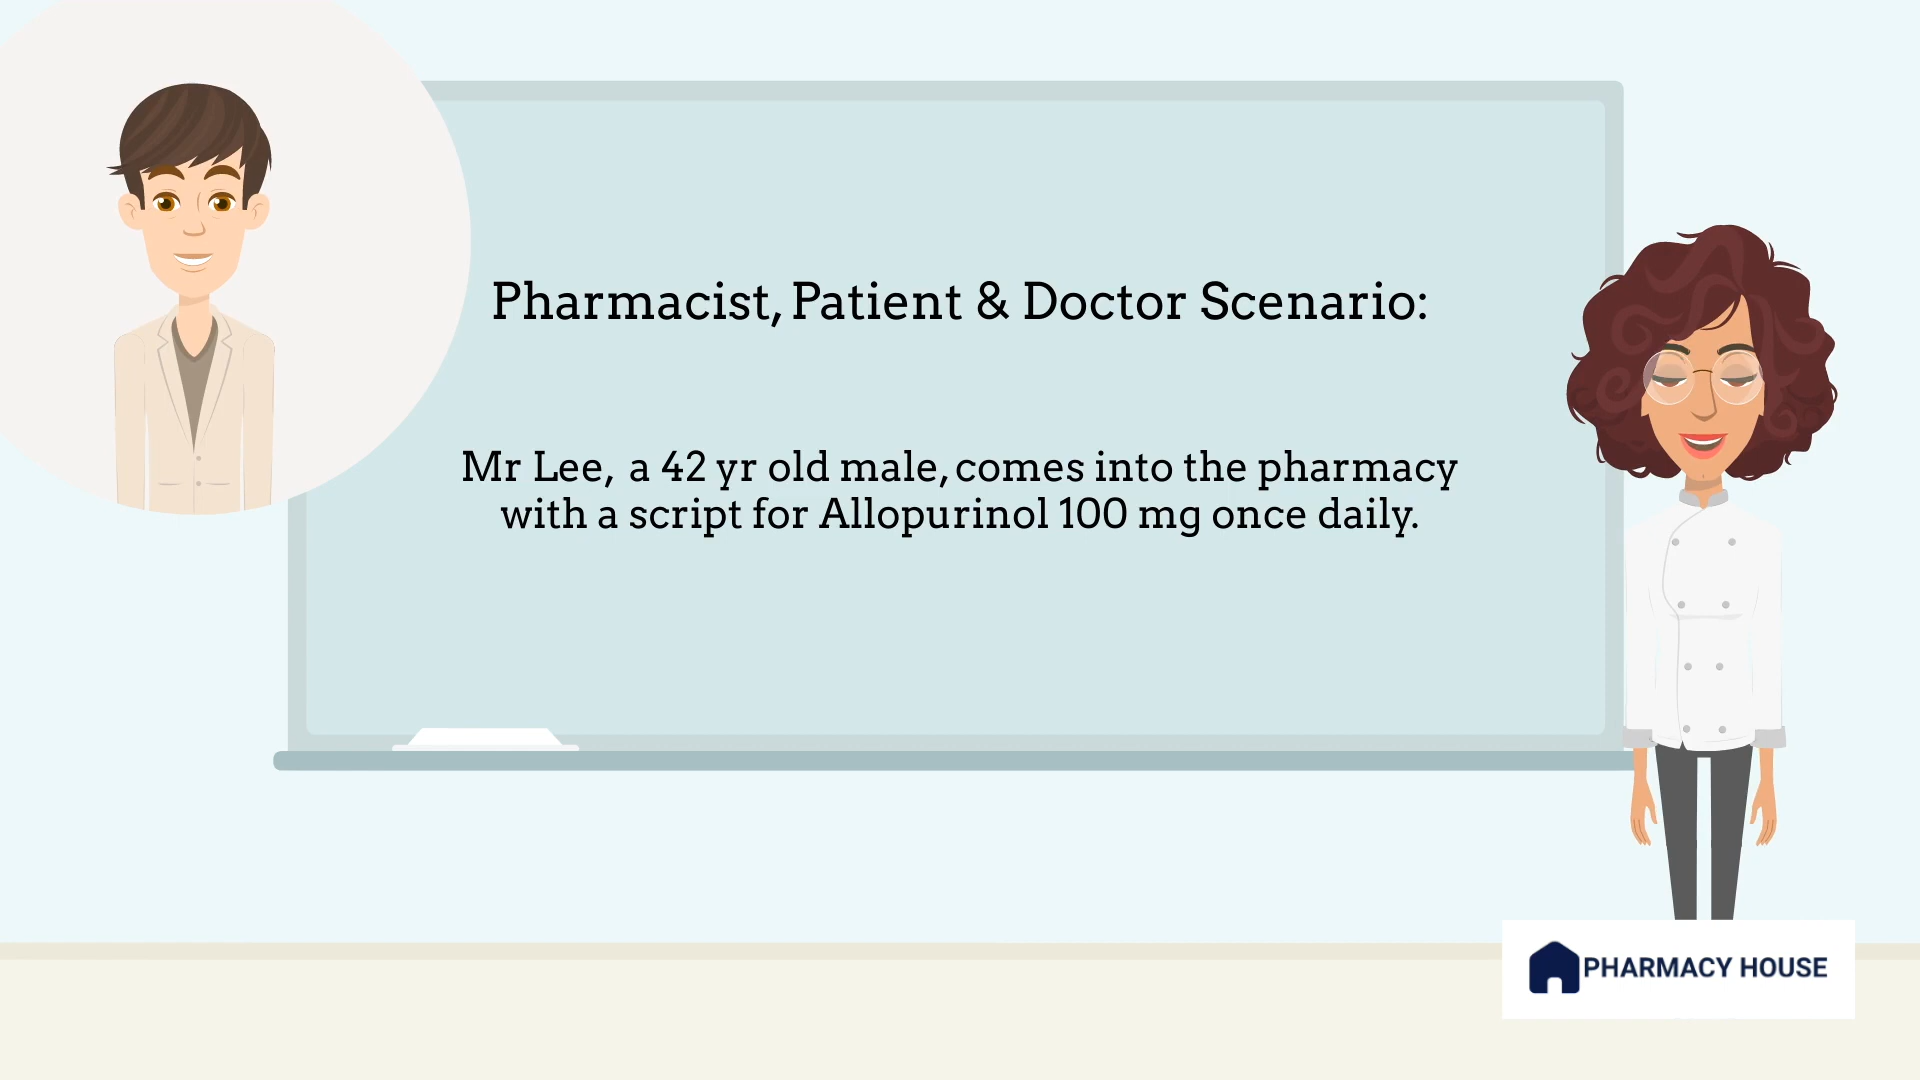 Pharmacist, Patient & Doctor Scenario:
Mr Lee, a 42 yr old male, comes into the pharmacy
with a script for Allopurinol 100 mg once daily.
PHARMACY HOUSE